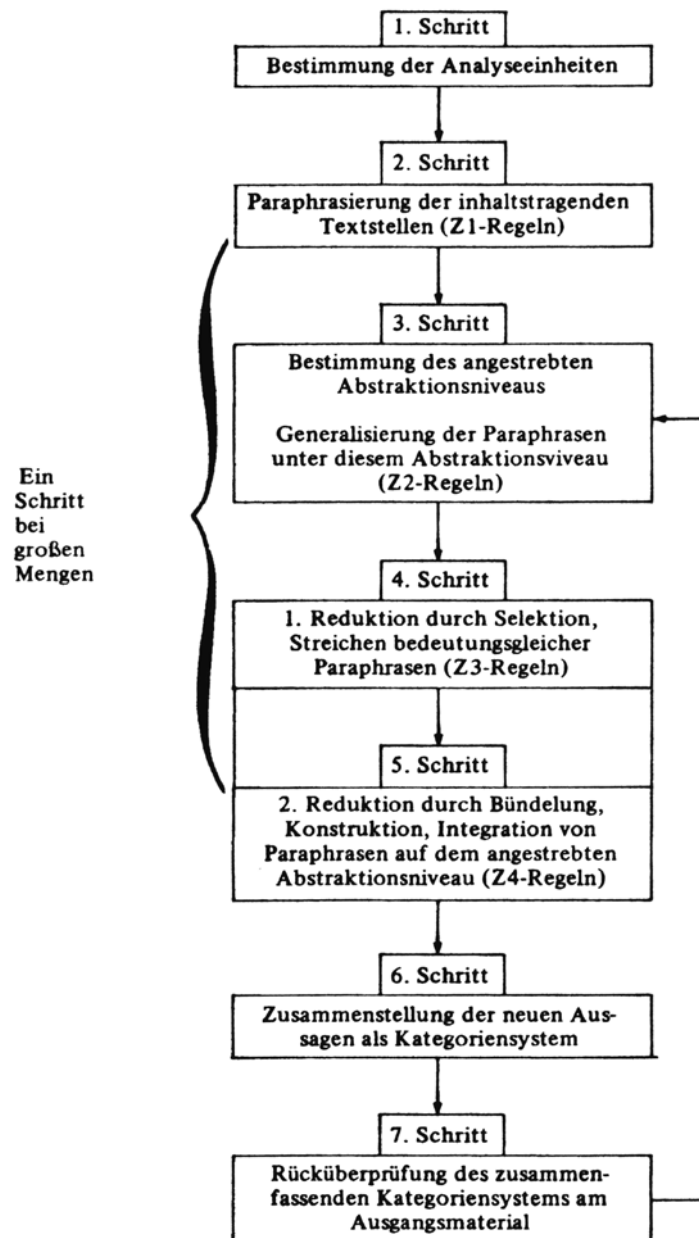 1. Schritt
Bestimmung der Analyseeinheiten
2. Schritt
Paraphrasierung der inhaltstragenden
Textstellen (Z1-Regeln)
3. Schritt
Bestimmung des angestrebten
Abstraktionsniveaus
Generalisierung der Paraphrasen
unter diesem Abstraktionsviveau
(Z2-Regeln)
Ein
Schritt
bei
großen
Mengen
4. Schritt
1. Reduktion durch Selektion,
Streichen bedeutungsgleicher
Paraphrasen (Z3-Regeln)
5. Schritt
2. Reduktion durch Bündelung,
Konstruktion, Integration von
Paraphrasen auf dem angestrebten
Abstraktionsniveau (Z4-Regeln)
6. Schritt
Zusammenstellung der neuen Aus-
sagen als Kategoriensystem
7. Schritt
Rücküberprüfung des zusammen-
fassenden Kategoriensystems am
Ausgangsmaterial